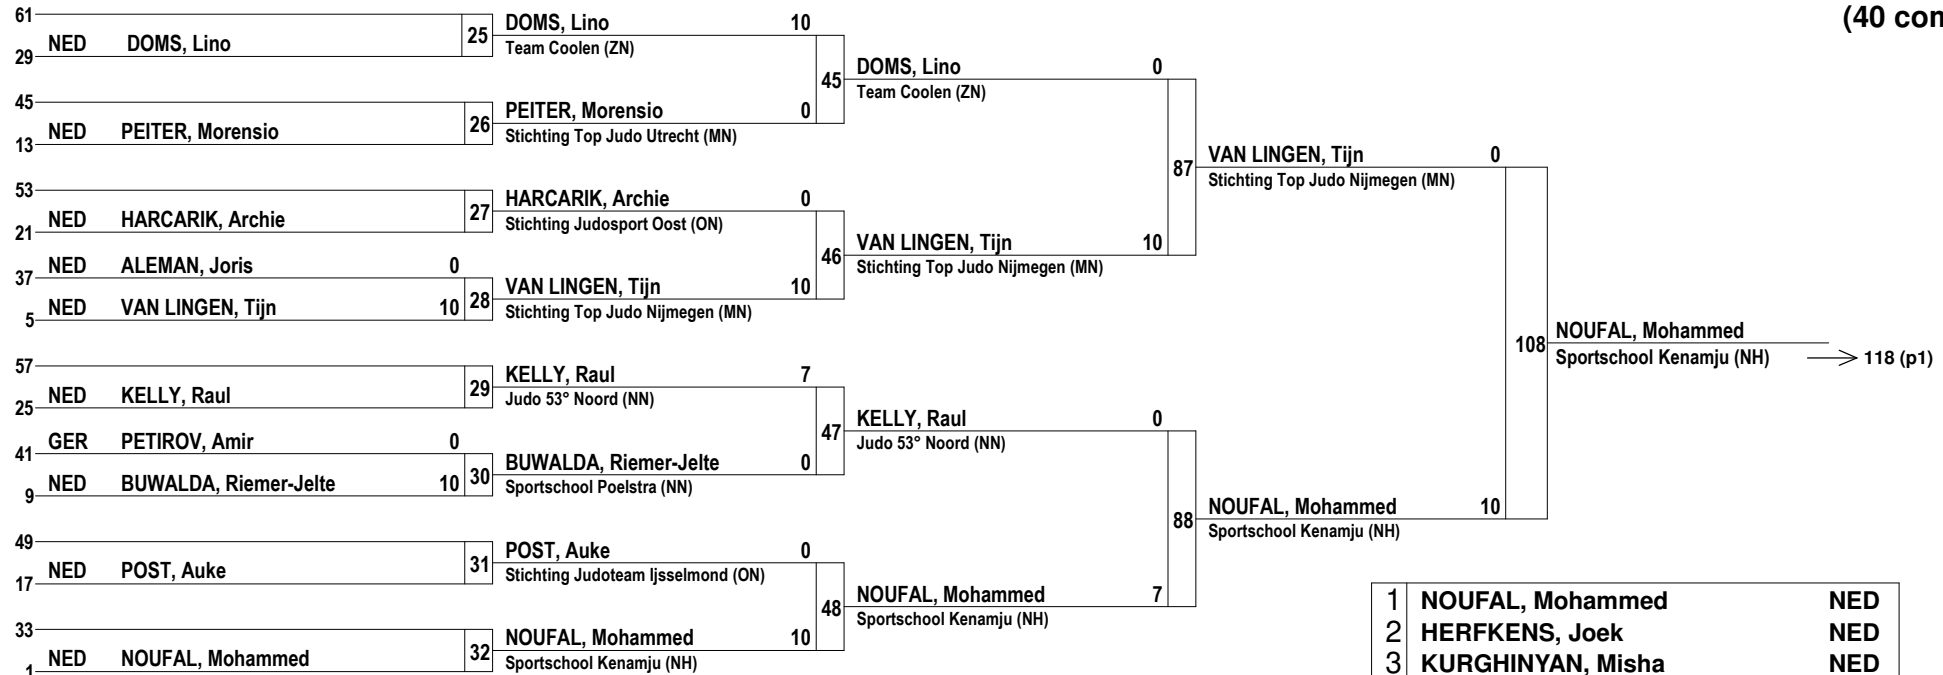 (40 con
61
NED DOMS, Lino 25
29
DOMS, Lino 10
Team Coolen (ZN)
45
NED PEITER, Morensio 26
13
PEITER, Morensio 0
Stichting Top Judo Utrecht (MN)
45
DOMS, Lino 0
Team Coolen (ZN)
53
NED HARCARIK, Archie 27
21
HARCARIK, Archie 0
Stichting Judosport Oost (ON)
NED ALEMAN, Joris 0
37
NED VAN LINGEN, Tijn 10 28
5
VAN LINGEN, Tijn 10
Stichting Top Judo Nijmegen (MN)
46
VAN LINGEN, Tijn 10
Stichting Top Judo Nijmegen (MN)
87
VAN LINGEN, Tijn 0
Stichting Top Judo Nijmegen (MN)
57
NED KELLY, Raul 29
25
KELLY, Raul 7
Judo 53° Noord (NN)
GER PETIROV, Amir 0
41
NED BUWALDA, Riemer-Jelte 10 30
9
BUWALDA, Riemer-Jelte 0
Sportschool Poelstra (NN)
47
KELLY, Raul 0
Judo 53° Noord (NN)
49
NED POST, Auke 31
17
POST, Auke 0
Stichting Judoteam Ijsselmond (ON)
33
NED NOUFAL, Mohammed 32
1
NOUFAL, Mohammed 10
Sportschool Kenamju (NH)
48
NOUFAL, Mohammed 7
Sportschool Kenamju (NH)
88
NOUFAL, Mohammed 10
Sportschool Kenamju (NH)
108
NOUFAL, Mohammed
Sportschool Kenamju (NH) 118 (p1)
1 NOUFAL, Mohammed NED
2 HERFKENS, Joek NED
3 KURGHINYAN, Misha NED